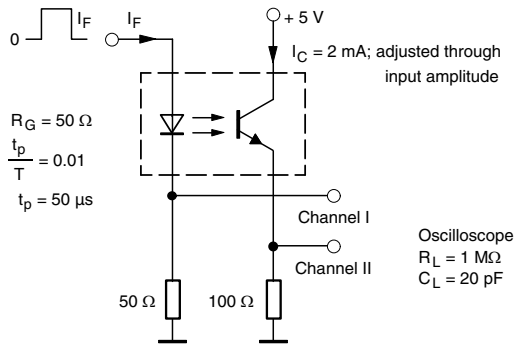 0
I_F
I_F
+ 5 V
I_C = 2 mA; adjusted through
input amplitude
R_G = 50 Ω
t_p
T
= 0.01
t_p = 50 µs
Channel I
Channel II
50 Ω
100 Ω
Oscilloscope
R_L = 1 MΩ
C_L = 20 pF